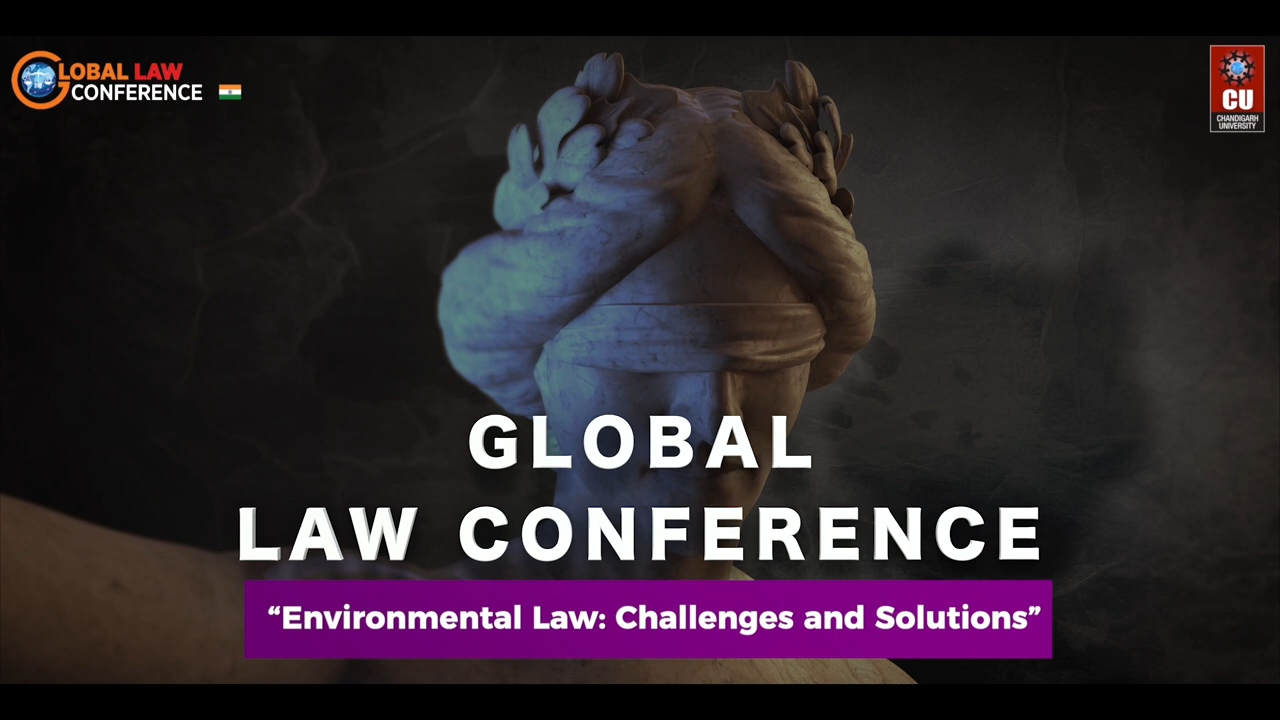 GLOBAL LAW
CONFERENCE
CU
CHANDIGARH
UNIVERSITY
GLOBAL
LAW CONFERENCE
“Environmental Law: Challenges and Solutions”